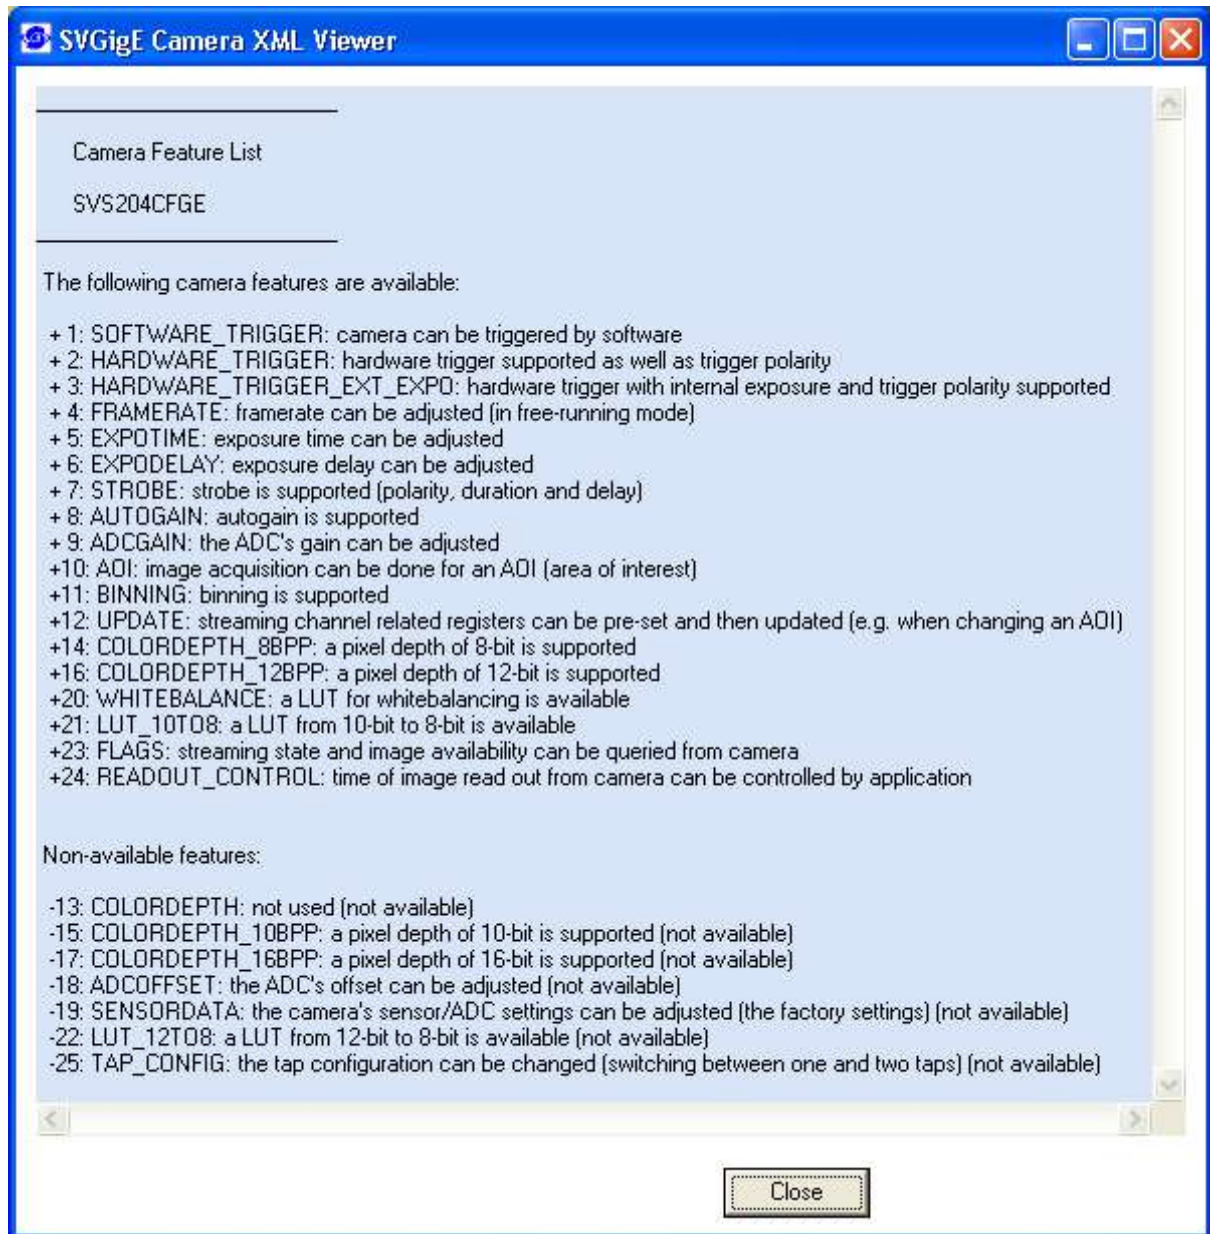 SVGigE Camera XML Viewer
Camera Feature List
SVS204CFGE
The following camera features are available:
+ 1: SOFTWARE_TRIGGER: camera can be triggered by software
+ 2: HARDWARE_TRIGGER: hardware trigger supported as well as trigger polarity
+ 3: HARDWARE_TRIGGER_EXT_EXPO: hardware trigger with internal exposure and trigger polarity supported
+ 4: FRAMERATE: framerate can be adjusted (in free-running mode)
+ 5: EXPOTIME: exposure time can be adjusted
+ 6: EXPODELAY: exposure delay can be adjusted
+ 7: STROBE: strobe is supported (polarity, duration and delay)
+ 8: AUTOGAIN: autogain is supported
+ 9: ADCGAIN: the ADC's gain can be adjusted
+10: AOI: image acquisition can be done for an AOI (area of interest)
+11: BINNING: binning is supported
+12: UPDATE: streaming channel related registers can be pre-set and then updated (e.g. when changing an AOI)
+14: COLORDEPTH_8BPP: a pixel depth of 8-bit is supported
+16: COLORDEPTH_12BPP: a pixel depth of 12-bit is supported
+20: WHITEBALANCE: a LUT for whitebalancing is available
+21: LUT_10TO8: a LUT from 10-bit to 8-bit is available
+23: FLAGS: streaming state and image availability can be queried from camera
+24: READOUT_CONTROL: time of image read out from camera can be controlled by application
Non-available features:
-13: COLORDEPTH: not used (not available)
-15: COLORDEPTH_10BPP: a pixel depth of 10-bit is supported (not available)
-17: COLORDEPTH_16BPP: a pixel depth of 16-bit is supported (not available)
-18: ADCOFFSET: the ADC's offset can be adjusted (not available)
-19: SENSORDATA: the camera's sensor/ADC settings can be adjusted (the factory settings) (not available)
-22: LUT_12TO8: a LUT from 12-bit to 8-bit is available (not available)
-25: TAP_CONFIG: the tap configuration can be changed (switching between one and two taps) (not available)
Close